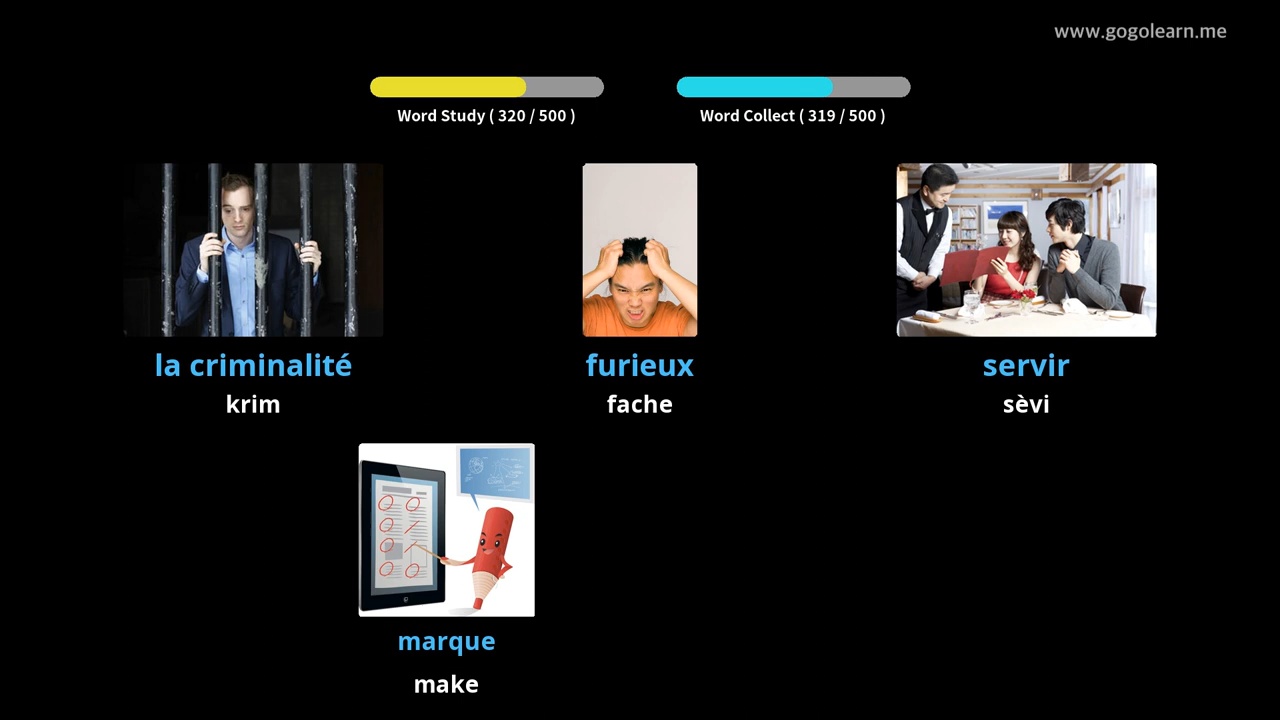 www.gogolearn.me
Word Study ( 320 / 500 )
Word Collect ( 319 / 500 )
la criminalité
krim
furieux
fache
servir
sèvi
marque
make